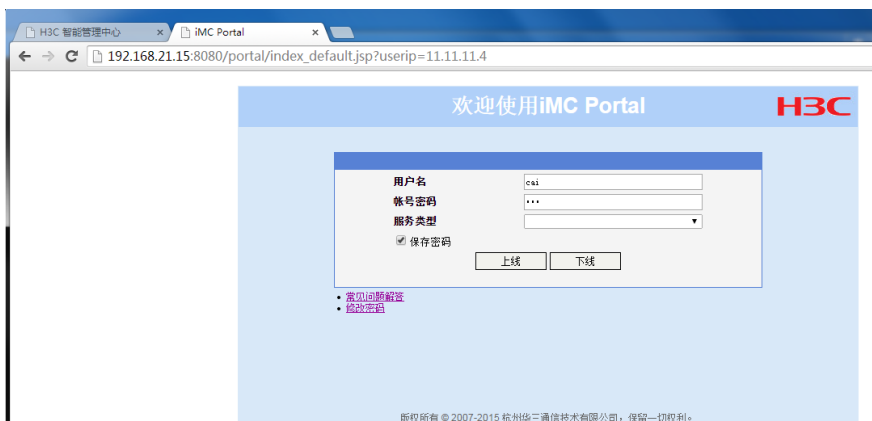 H3C 智能管理中心 × iMC Portal ×
192.168.21.15:8080/portal/index_default.jsp?userip=11.11.11.4
欢迎使用iMC Portal H3C
用户名 cai
帐号密码 •••
服务类型
保存密码
上线 下线
• 常见问题解答
• 修改密码
版权所有 © 2007-2015 杭州华三通信技术有限公司，保留一切权利。